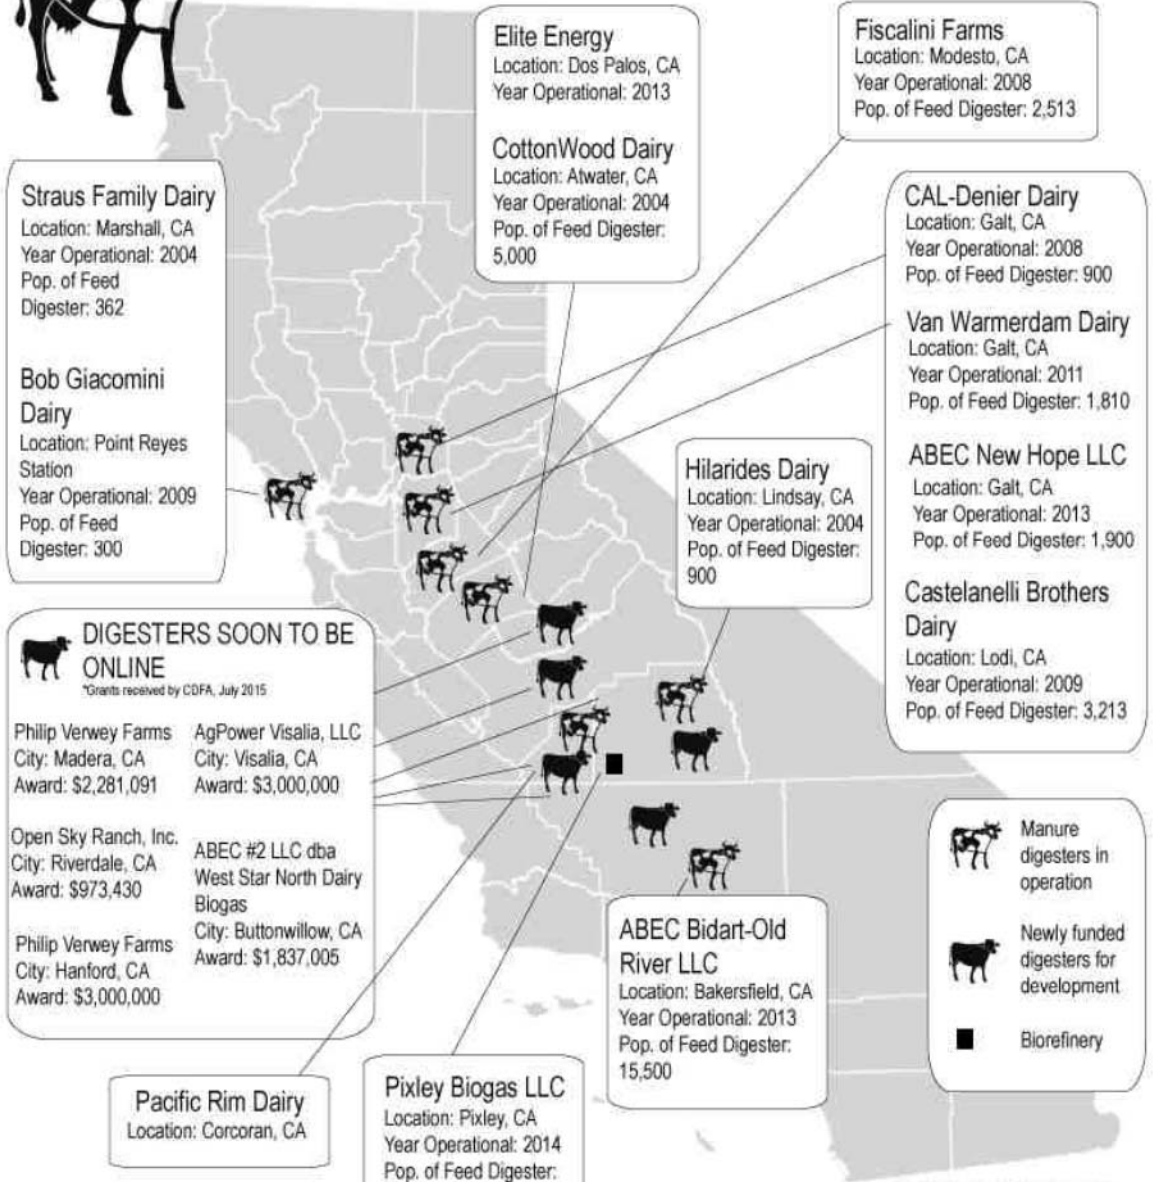 Elite Energy
Location: Dos Palos, CA
Year Operational: 2013
CottonWood Dairy
Location: Atwater, CA
Year Operational: 2004
Pop. of Feed Digester:
5,000
Fiscalini Farms
Location: Modesto, CA
Year Operational: 2008
Pop. of Feed Digester: 2,513
Straus Family Dairy
Location: Marshall, CA
Year Operational: 2004
Pop. of Feed
Digester: 362
Bob Giacomini
Dairy
Location: Point Reyes
Station
Year Operational: 2009
Pop. of Feed
Digester: 300
CAL-Denier Dairy
Location: Galt, CA
Year Operational: 2008
Pop. of Feed Digester: 900
Van Warmerdam Dairy
Location: Galt, CA
Year Operational: 2011
Pop. of Feed Digester: 1,810
ABEC New Hope LLC
Location: Galt, CA
Year Operational: 2013
Pop. of Feed Digester: 1,900
Castelanelli Brothers
Dairy
Location: Lodi, CA
Year Operational: 2009
Pop. of Feed Digester: 3,213
Hilarides Dairy
Location: Lindsay, CA
Year Operational: 2004
Pop. of Feed Digester:
900
DIGESTERS SOON TO BE
ONLINE
*Grants received by CDFA, July 2015
Philip Verwey Farms
City: Madera, CA
Award: $2,281,091
Open Sky Ranch, Inc.
City: Riverdale, CA
Award: $973,430
Philip Verwey Farms
City: Hanford, CA
Award: $3,000,000
AgPower Visalia, LLC
City: Visalia, CA
Award: $3,000,000
ABEC #2 LLC dba
West Star North Dairy
Biogas
City: Buttonwillow, CA
Award: $1,837,005
Manure
digesters in
operation
Newly funded
digesters for
development
Biorefinery
ABEC Bidart-Old
River LLC
Location: Bakersfield, CA
Year Operational: 2013
Pop. of Feed Digester:
15,500
Pacific Rim Dairy
Location: Corcoran, CA
Pixley Biogas LLC
Location: Pixley, CA
Year Operational: 2014
Pop. of Feed Digester: